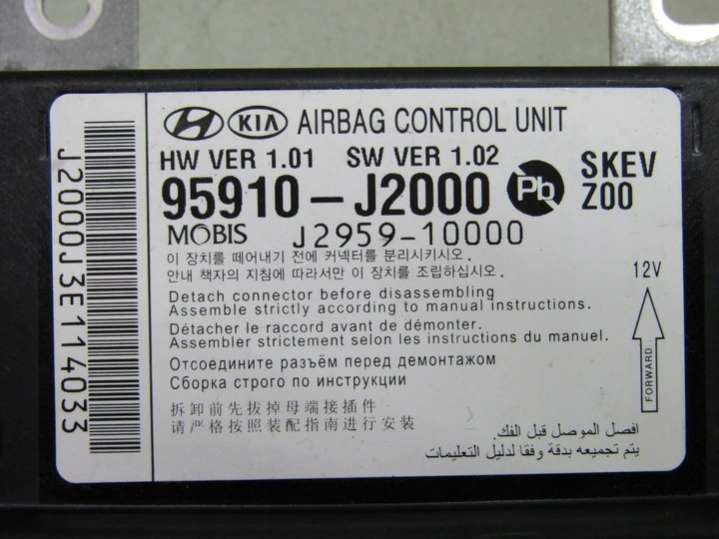 HYUNDAI KIA AIRBAG CONTROL UNIT
HW VER 1.01 SW VER 1.02
95910-J2000 Pb SKEV
Z00
MOBIS J2959-10000
이 장치를 떼어내기 전에 커넥터를 분리시키시오.
안내 책자의 지침에 따라서만 이 장치를 조립하십시오.
Detach connector before disassembling
Assemble strictly according to manual instructions.
Détacher le raccord avant de démonter.
Assembler strictement selon les instructions du manuel.
Отсоедините разъём перед демонтажом
Сборка строго по инструкции
拆卸前先拔掉母端接插件
请严格按照装配指南进行安装
افصل الموصل قبل الفك.
يتم تجميعه بدقة وفقا لدليل التعليمات
12V
FORWARD
J2000J3E114033